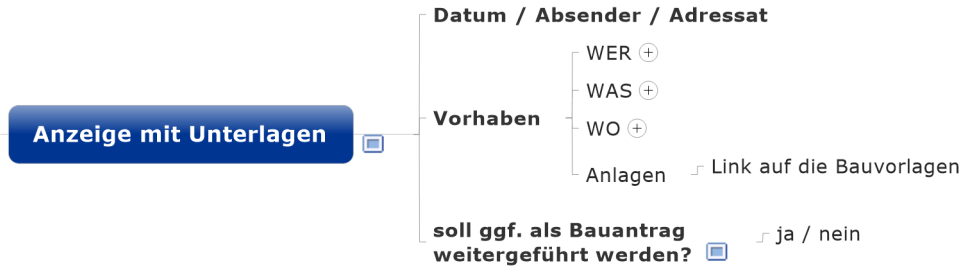 Datum / Absender / Adressat
WER
WAS
Vorhaben
WO
Anzeige mit Unterlagen
Anlagen
Link auf die Bauvorlagen
soll ggf. als Bauantrag
weitergeführt werden?
ja / nein